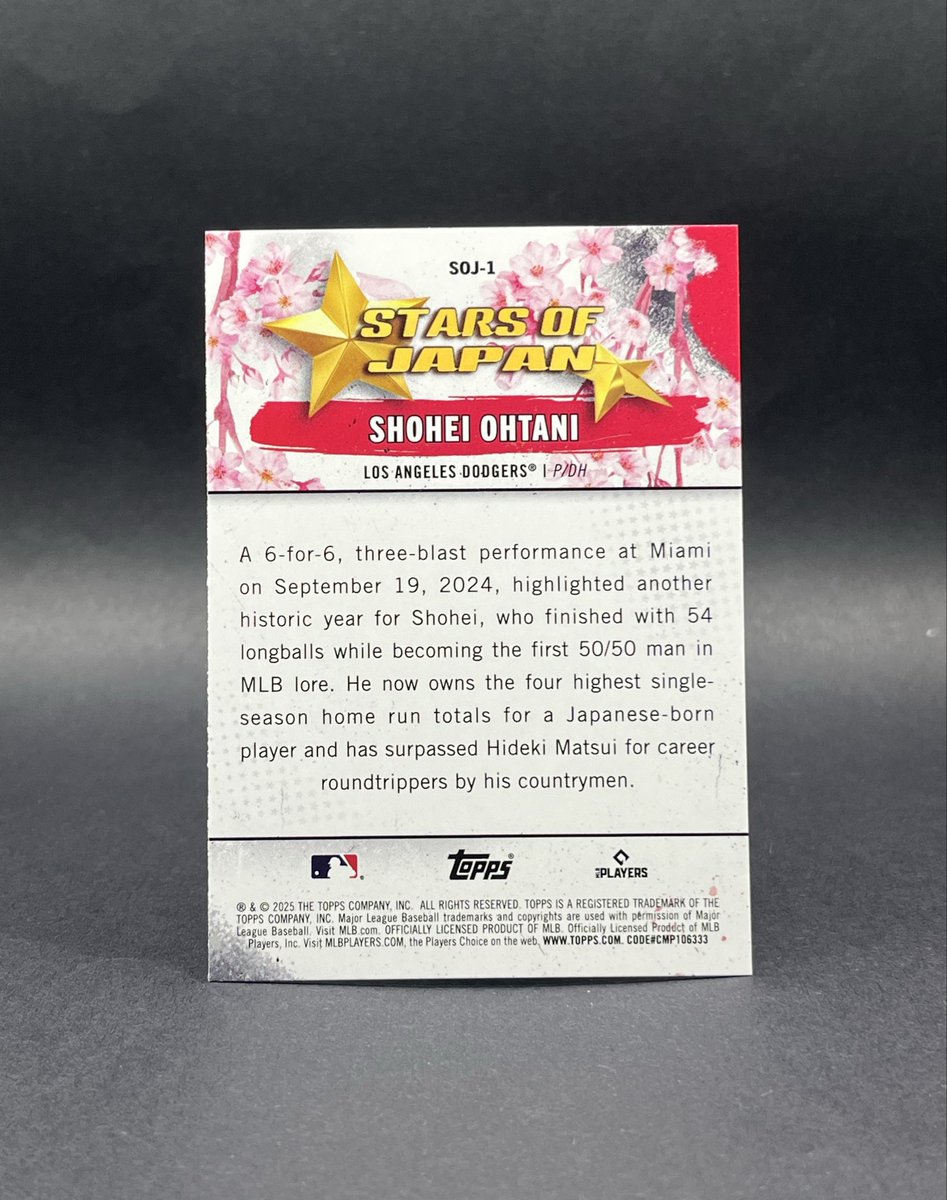 SOJ-1
STARS OF
JAPAN
SHOHEI OHTANI
LOS ANGELES DODGERS® | P/DH
A 6-for-6, three-blast performance at Miami
on September 19, 2024, highlighted another
historic year for Shohei, who finished with 54
longballs while becoming the first 50/50 man in
MLB lore. He now owns the four highest single-
season home run totals for a Japanese-born
player and has surpassed Hideki Matsui for career
roundtrippers by his countrymen.
topps® PLAYERS
® & © 2025 THE TOPPS COMPANY, INC. ALL RIGHTS RESERVED. TOPPS IS A REGISTERED TRADEMARK OF THE
TOPPS COMPANY, INC. Major League Baseball trademarks and copyrights are used with permission of Major
League Baseball. Visit MLB.com. OFFICIALLY LICENSED PRODUCT OF MLB. Officially Licensed Product of MLB
Players, Inc. Visit MLBPLAYERS.COM, the Players Choice on the web. WWW.TOPPS.COM. CODE#CMP106333